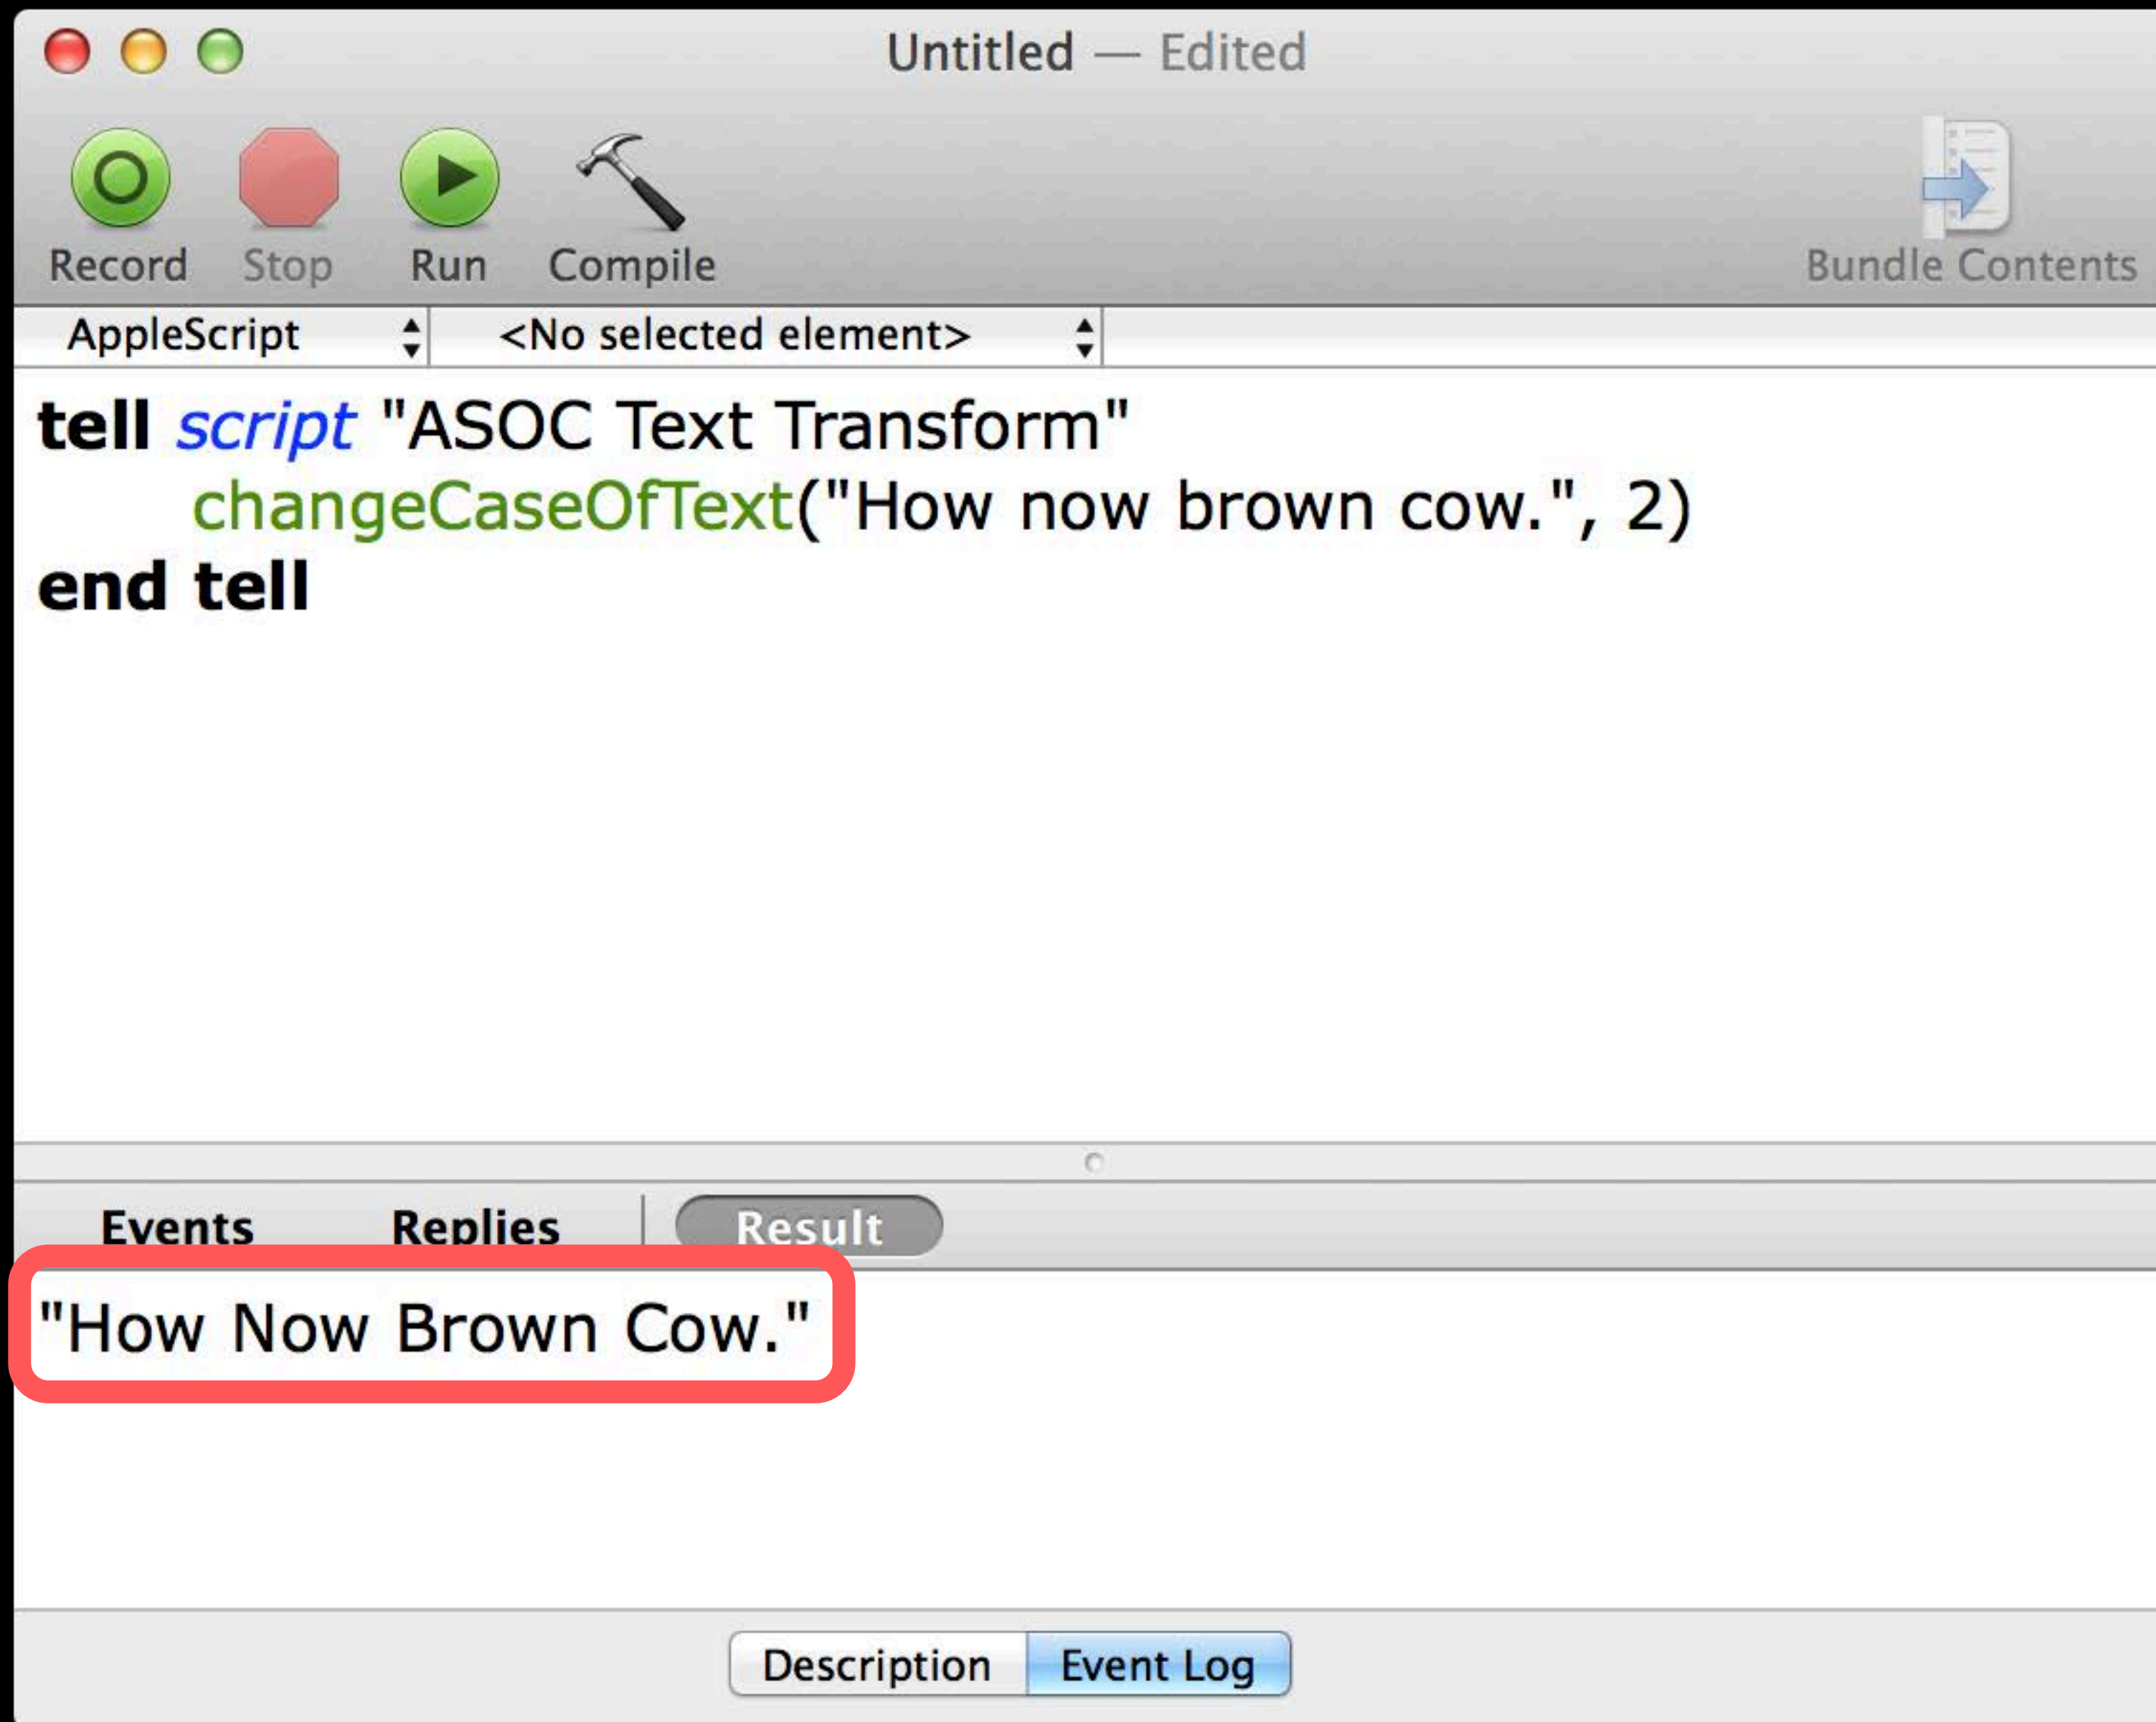 Untitled — Edited
Record Stop Run Compile Bundle Contents
AppleScript <No selected element>
tell script "ASOC Text Transform"
changeCaseOfText("How now brown cow.", 2)
end tell
Events Replies Result
"How Now Brown Cow."
Description Event Log